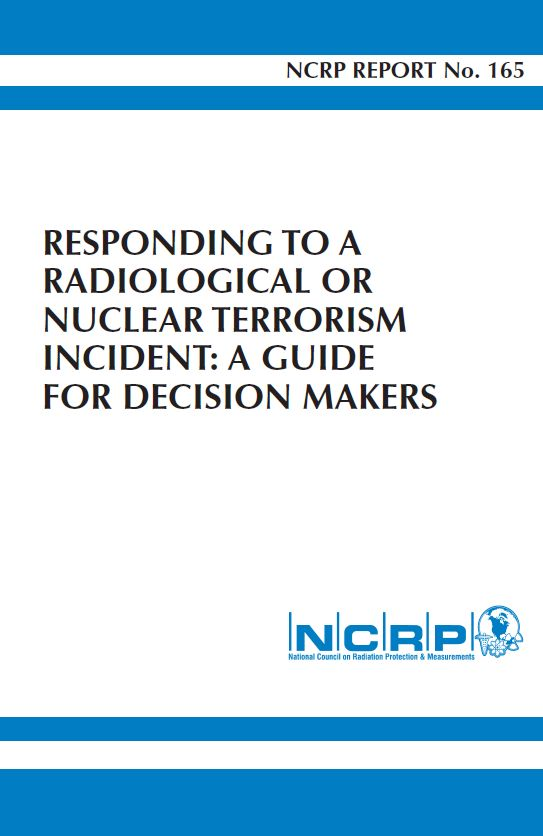 NCRP REPORT No. 165
RESPONDING TO A
RADIOLOGICAL OR
NUCLEAR TERRORISM
INCIDENT: A GUIDE
FOR DECISION MAKERS
NCRP
National Council on Radiation Protection & Measurements